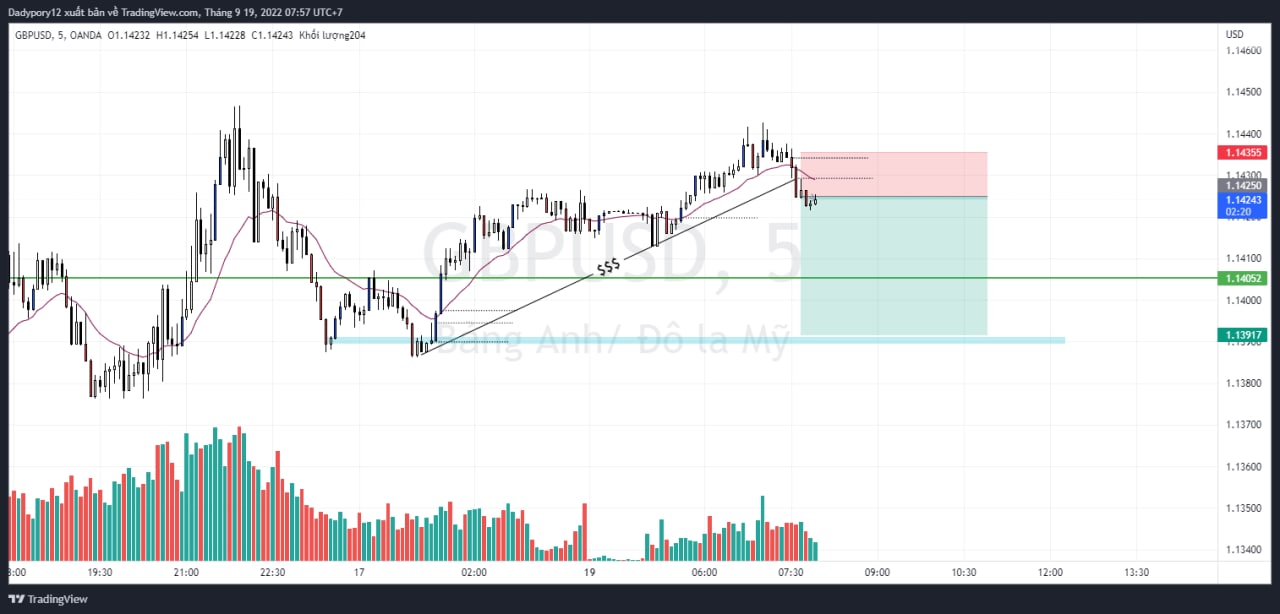 Dadypory12 xuất bản về TradingView.com, Tháng 9 19, 2022 07:57 UTC+7
GBPUSD, 5, OANDA O1.14232 H1.14254 L1.14228 C1.14243 Khối lượng204
USD
1.14600
1.14500
1.14400
1.14355
1.14300
1.14250
1.14243
02:20
1.14200
GBPUSD, 5
$$$
1.14100
1.14052
1.14000
1.13917
1.13900
Bảng Anh/ Đô la Mỹ
1.13800
1.13700
1.13600
1.13500
1.13400
19:30 21:00 22:30 17 02:00 19 06:00 07:30 09:00 10:30 12:00 13:30
TradingView